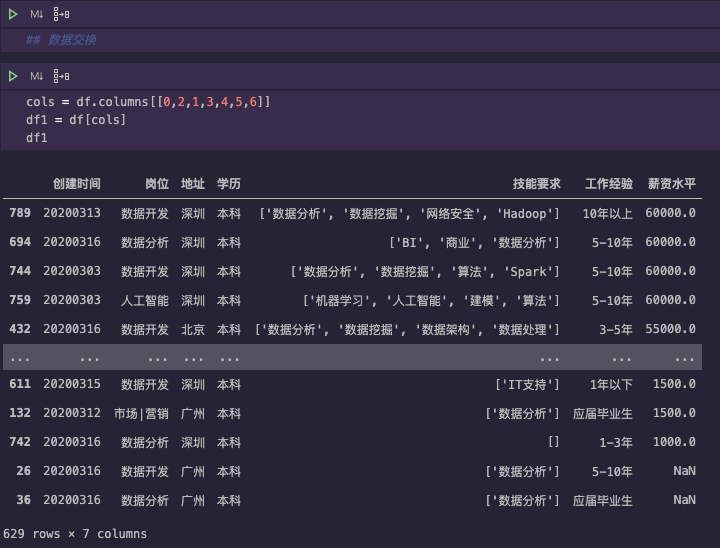 M↓
## 数据交换
M↓
cols = df.columns[[0,2,1,3,4,5,6]]
df1 = df[cols]
df1
创建时间 岗位 地址 学历 技能要求 工作经验 薪资水平
789 20200313 数据开发 深圳 本科 ['数据分析', '数据挖掘', '网络安全', 'Hadoop'] 10年以上 60000.0
694 20200316 数据分析 深圳 本科 ['BI', '商业', '数据分析'] 5-10年 60000.0
744 20200303 数据开发 深圳 本科 ['数据分析', '数据挖掘', '算法', 'Spark'] 5-10年 60000.0
759 20200303 人工智能 深圳 本科 ['机器学习', '人工智能', '建模', '算法'] 5-10年 60000.0
432 20200316 数据开发 北京 本科 ['数据分析', '数据挖掘', '数据架构', '数据处理'] 3-5年 55000.0
... ... ... ... ... ... ... ...
611 20200315 数据开发 深圳 本科 ['IT支持'] 1年以下 1500.0
132 20200312 市场|营销 广州 本科 ['数据分析'] 应届毕业生 1500.0
742 20200316 数据分析 深圳 本科 [] 1-3年 1000.0
26 20200316 数据开发 广州 本科 ['数据分析'] 5-10年 NaN
36 20200316 数据分析 广州 本科 ['数据分析'] 应届毕业生 NaN
629 rows × 7 columns